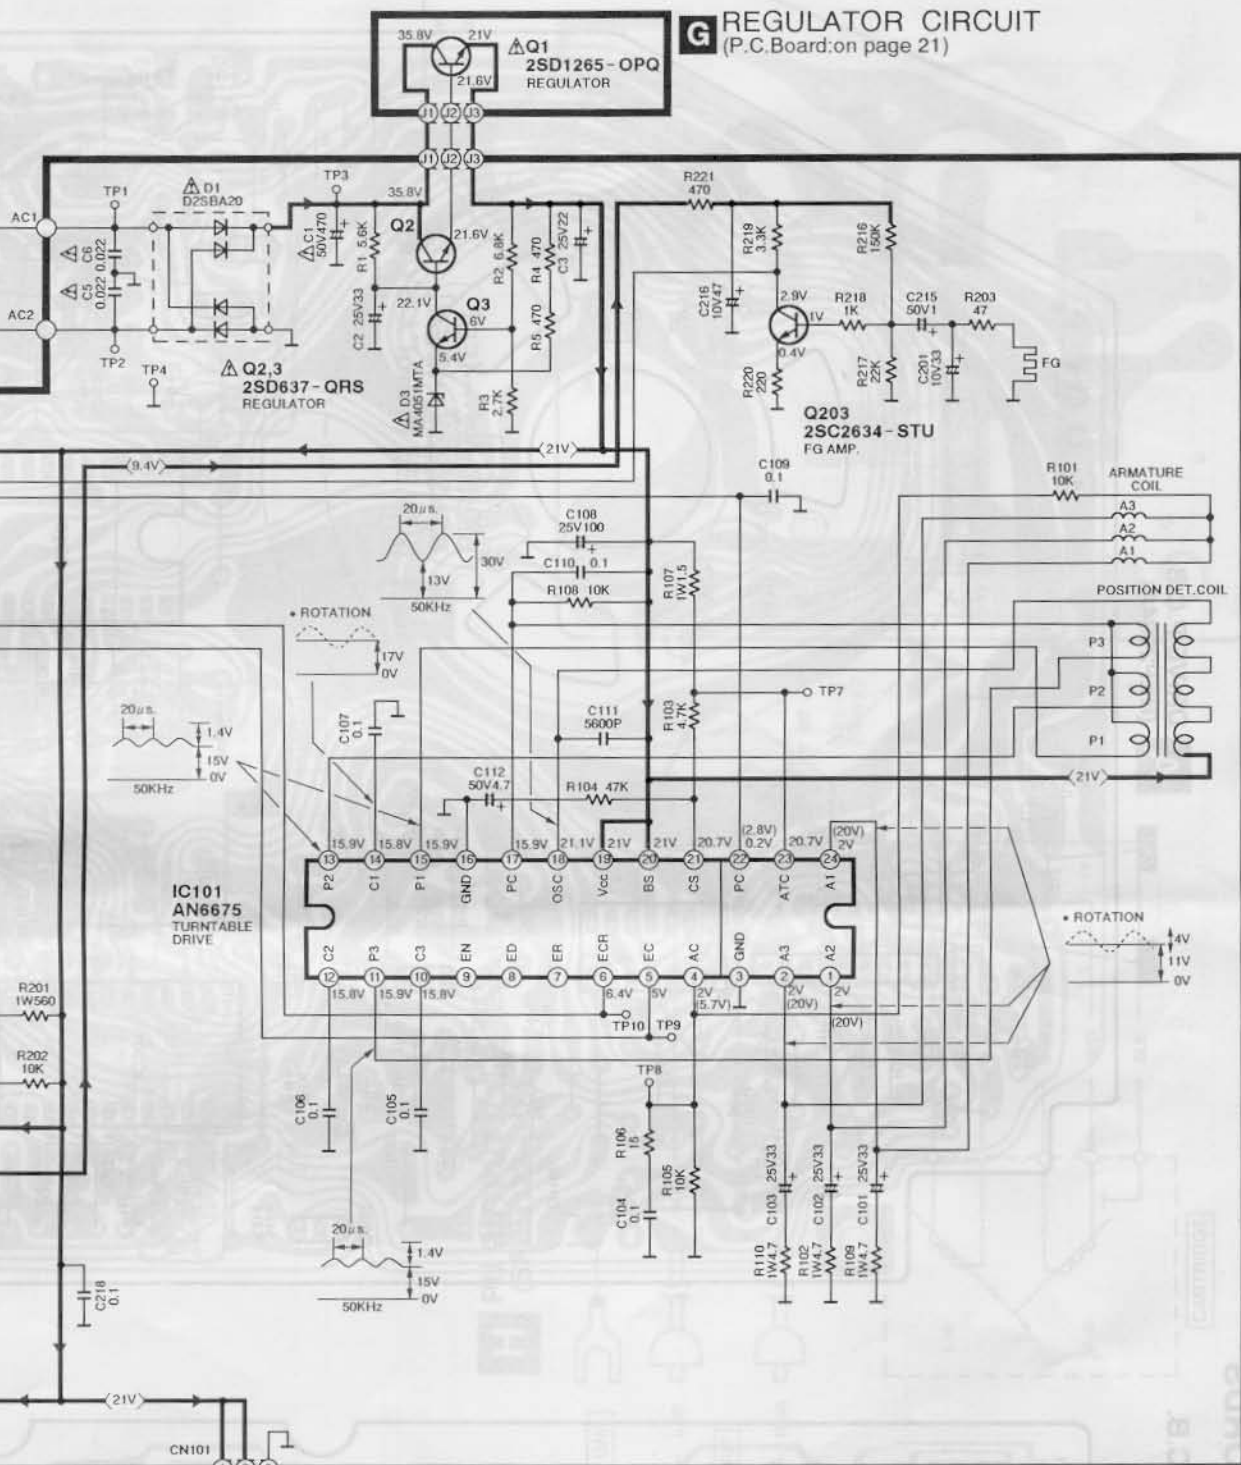 G REGULATOR CIRCUIT
(P.C.Board:on page 21)
35.8V 21V
Q1
2SD1265-OPQ
REGULATOR
21.6V
J1 J2 J3
J1 J2 J3
TP1
D1
D2SBA20
TP3
35.8V
R221
470
AC1
C6
0.022
C5
0.022
AC2
TP2
TP4
C1
50V470
R1 5.6K
Q2
21.6V
22.1V
C2 25V33
Q3
6V
5.4V
D3
MA4051MTA
R2 6.8K
R4 470
C3 25V22
R5 470
R3
2.7K
Q2,3
2SD637-QRS
REGULATOR
C216
10V47
R219
3.3K
R216
150K
2.9V
1V
0.4V
R218
1K
C215
50V1
R203
47
R220
220
R217
22K
C201
10V33
FG
Q203
2SC2634-STU
FG AMP.
(21V)
(9.4V)
C109
0.1
R101
10K
ARMATURE
COIL
A3
A2
A1
20µs.
30V
13V
50KHz
C108
25V100
C110 0.1
R108 10K
R107
1W1.5
POSITION DET.COIL
P3
P2
P1
• ROTATION
17V
0V
TP7
R103
4.7K
C111
5600P
C107
0.1
20µs.
1.4V
15V
0V
50KHz
C112
50V4.7
R104 47K
(21V)
15.9V 15.8V 15.9V 15.9V 21.1V 21V 21V 20.7V (2.8V) 0.2V 20.7V (20V) 2V
13 14 15 16 17 18 19 20 21 22 23 24
P2 C1 P1 GND PC OSC Vcc BS CS PC ATC A1
IC101
AN6675
TURNTABLE
DRIVE
C2 P3 C3 EN ED ER ECR EC AC GND A3 A2
12 11 10 9 8 7 6 5 4 3 2 1
15.8V 15.9V 15.8V 6.4V 5V 2V (5.7V) 2V (20V) 2V (20V)
• ROTATION
4V
11V
0V
R201
1W560
R202
10K
TP10
TP9
TP8
C106
0.1
C105
0.1
R106
15
R105
10K
C104
0.1
C103 25V33
C102 25V33
C101 25V33
R110
1W4.7
R102
1W4.7
R109
1W4.7
20µs.
1.4V
15V
0V
50KHz
C218
0.1
(21V)
CN101